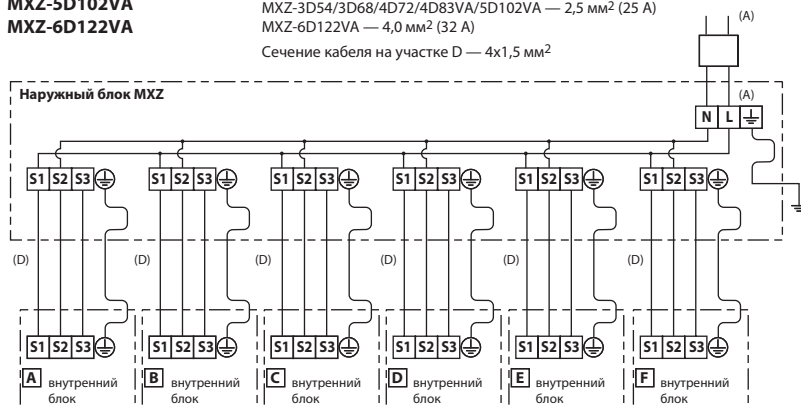 MXZ-5D102VA
MXZ-6D122VA
MXZ-3D54/3D68/4D72/4D83VA/5D102VA — 2,5 мм2 (25 А)
MXZ-6D122VA — 4,0 мм2 (32 А)
Сечение кабеля на участке D — 4x1,5 мм2
(A)
Наружный блок MXZ
(A)
N L
S1 S2 S3 S1 S2 S3 S1 S2 S3 S1 S2 S3 S1 S2 S3 S1 S2 S3
(D) (D) (D) (D) (D) (D)
S1 S2 S3 S1 S2 S3 S1 S2 S3 S1 S2 S3 S1 S2 S3 S1 S2 S3
A внутренний блок
B внутренний блок
C внутренний блок
D внутренний блок
E внутренний блок
F внутренний блок